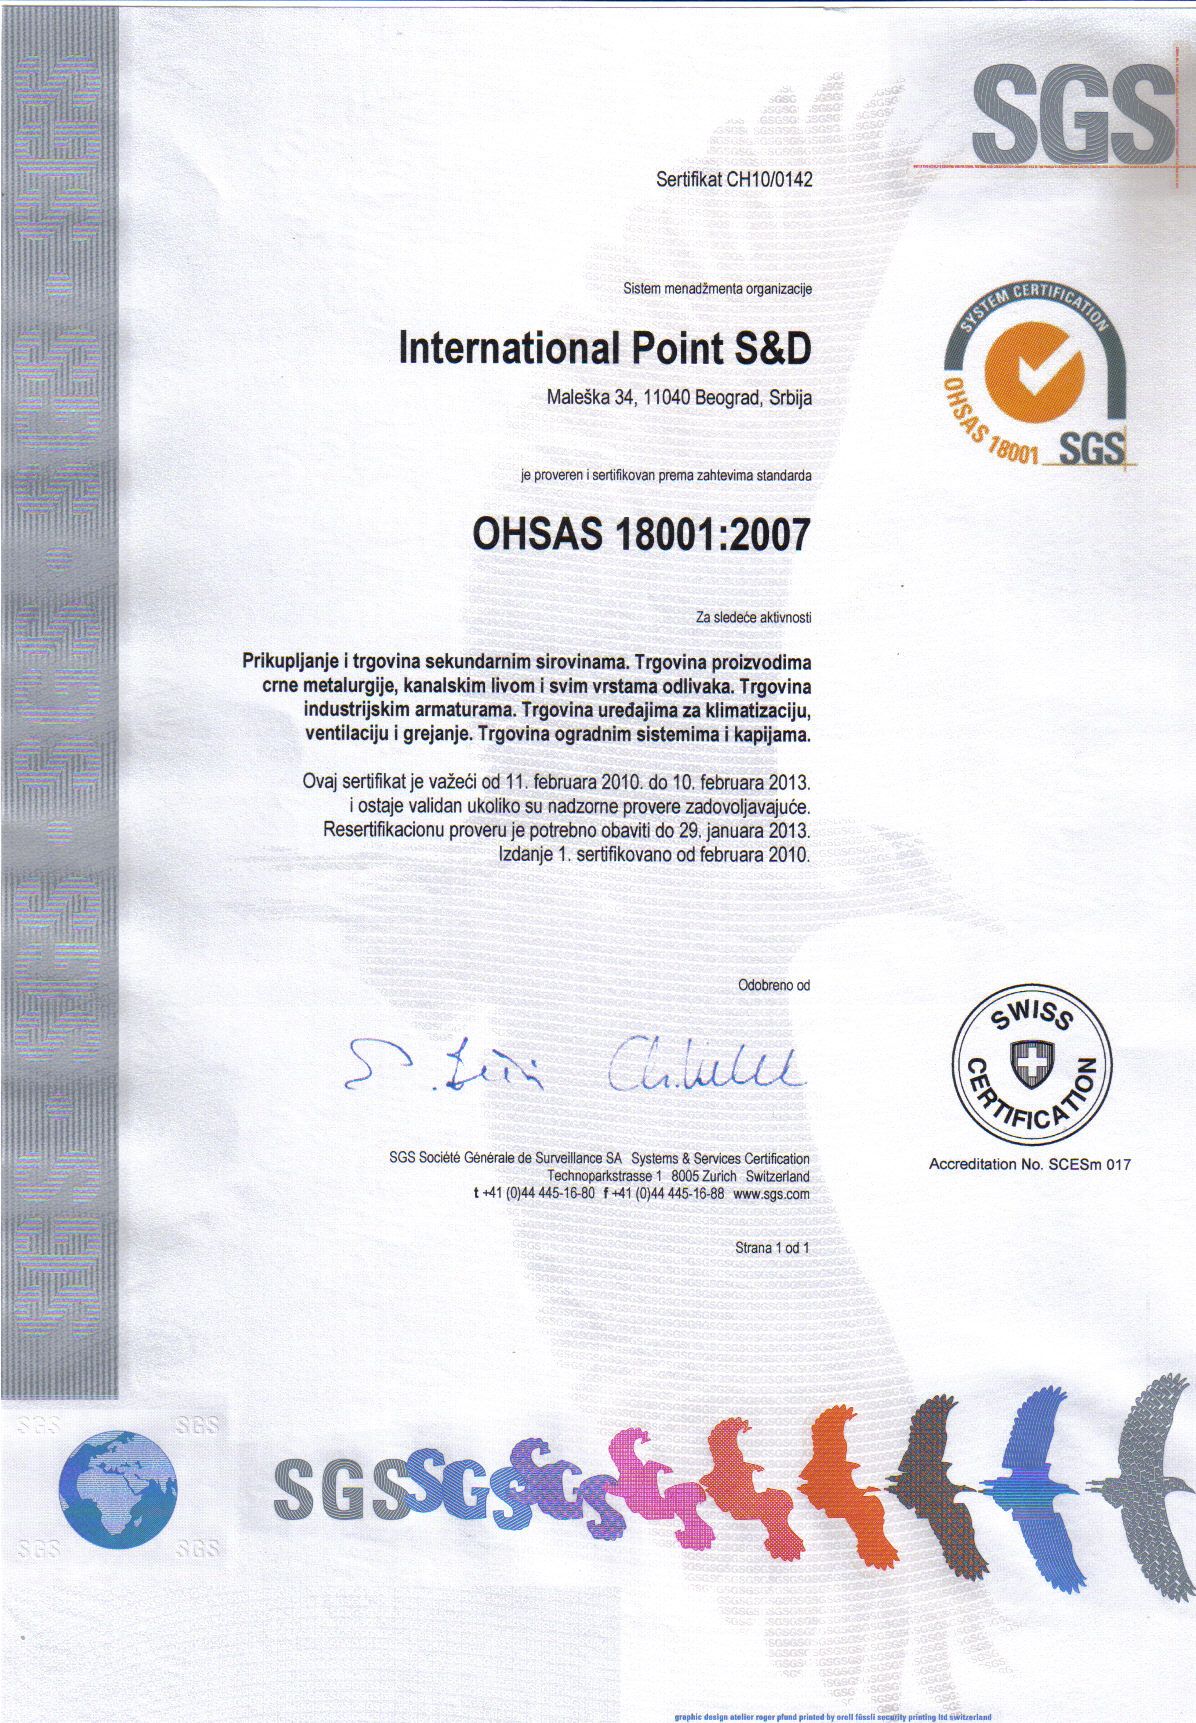 SGS
Sertifikat CH10/0142
Sistem menadžmenta organizacije
International Point S&D
Maleška 34, 11040 Beograd, Srbija
SYSTEM CERTIFICATION
OHSAS 18001
SGS
je proveren i sertifikovan prema zahtevima standarda
OHSAS 18001:2007
Za sledeće aktivnosti
Prikupljanje i trgovina sekundarnim sirovinama. Trgovina proizvodima
crne metalurgije, kanalskim livom i svim vrstama odlivaka. Trgovina
industrijskim armaturama. Trgovina uređajima za klimatizaciju,
ventilaciju i grejanje. Trgovina ogradnim sistemima i kapijama.
Ovaj sertifikat je važeći od 11. februara 2010. do 10. februara 2013.
i ostaje validan ukoliko su nadzorne provere zadovoljavajuće.
Resertifikacionu proveru je potrebno obaviti do 29. januara 2013.
Izdanje 1. sertifikovano od februara 2010.
Odobreno od
SWISS
CERTIFICATION
Accreditation No. SCESm 017
SGS Société Générale de Surveillance SA Systems & Services Certification
Technoparkstrasse 1 8005 Zurich Switzerland
t +41 (0)44 445-16-80 f +41 (0)44 445-16-88 www.sgs.com
Strana 1 od 1
SGS SGS
SGS SGS
SGS SGS SGS
graphic design atelier roger pfund printed by orell füssli security printing ltd switzerland